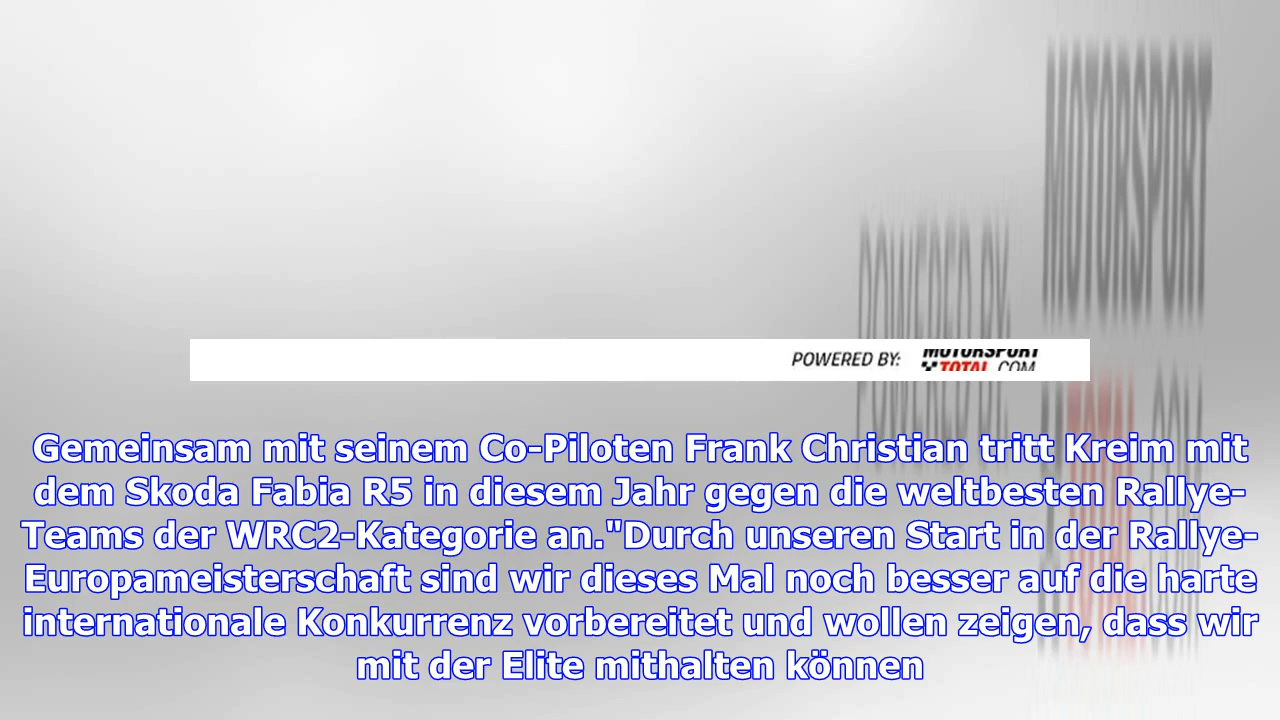 MOTORSPORT
POWERED BY:
POWERED BY:
MOTORSPORT
TOTAL.COM
Gemeinsam mit seinem Co-Piloten Frank Christian tritt Kreim mit
dem Skoda Fabia R5 in diesem Jahr gegen die weltbesten Rallye-
Teams der WRC2-Kategorie an."Durch unseren Start in der Rallye-
Europameisterschaft sind wir dieses Mal noch besser auf die harte
internationale Konkurrenz vorbereitet und wollen zeigen, dass wir
mit der Elite mithalten können